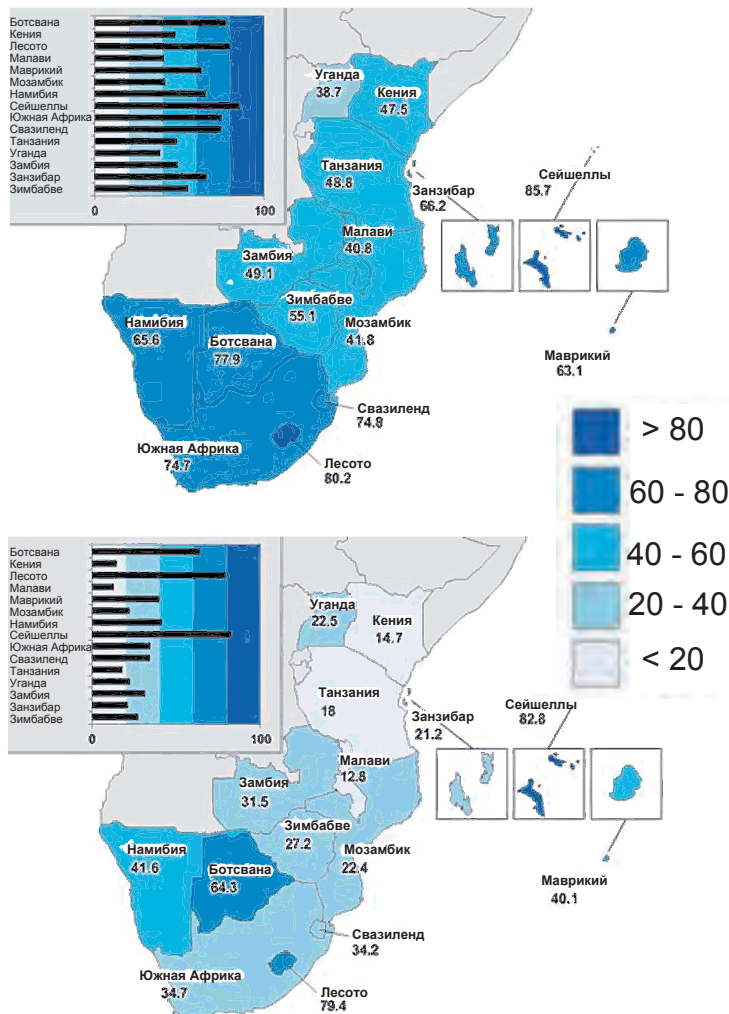 Ботсвана
Кения
Лесото
Малави
Маврикий
Мозамбик
Намибия
Сейшеллы
Южная Африка
Свазиленд
Танзания
Уганда
Замбия
Занзибар
Зимбабве
0 100
Уганда
38.7
Кения
47.5
Танзания
48.8
Занзибар
66.2
Сейшеллы
85.7
Малави
40.8
Замбия
49.1
Зимбабве
55.1
Мозамбик
41.8
Намибия
65.6
Ботсвана
77.9
Маврикий
63.1
Свазиленд
74.8
Южная Африка
74.7
Лесото
80.2
> 80
60 - 80
40 - 60
20 - 40
< 20
Ботсвана
Кения
Лесото
Малави
Маврикий
Мозамбик
Намибия
Сейшеллы
Южная Африка
Свазиленд
Танзания
Уганда
Замбия
Занзибар
Зимбабве
0 100
Уганда
22.5
Кения
14.7
Танзания
18
Занзибар
21.2
Сейшеллы
82.8
Малави
12.8
Замбия
31.5
Зимбабве
27.2
Мозамбик
22.4
Намибия
41.6
Ботсвана
64.3
Маврикий
40.1
Свазиленд
34.2
Южная Африка
34.7
Лесото
79.4